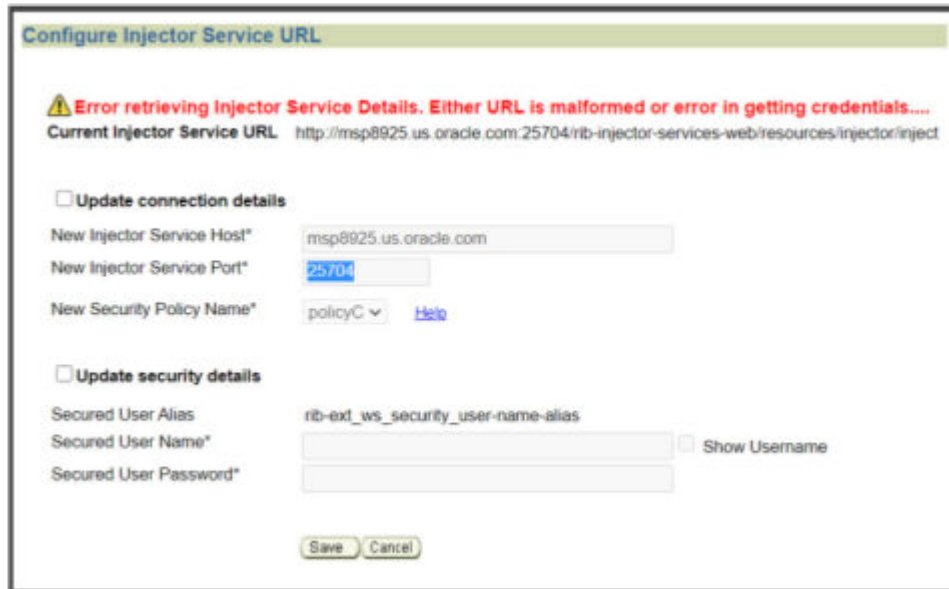 Configure Injector Service URL
Error retrieving Injector Service Details. Either URL is malformed or error in getting credentials....
Current Injector Service URL http://msp8925.us.oracle.com:25704/rib-injector-services-web/resources/injector/inject
Update connection details
New Injector Service Host* msp8925.us.oracle.com
New Injector Service Port* 25704
New Security Policy Name* policyC Help
Update security details
Secured User Alias rib-ext_ws_security_user-name-alias
Secured User Name* Show Username
Secured User Password*
Save Cancel